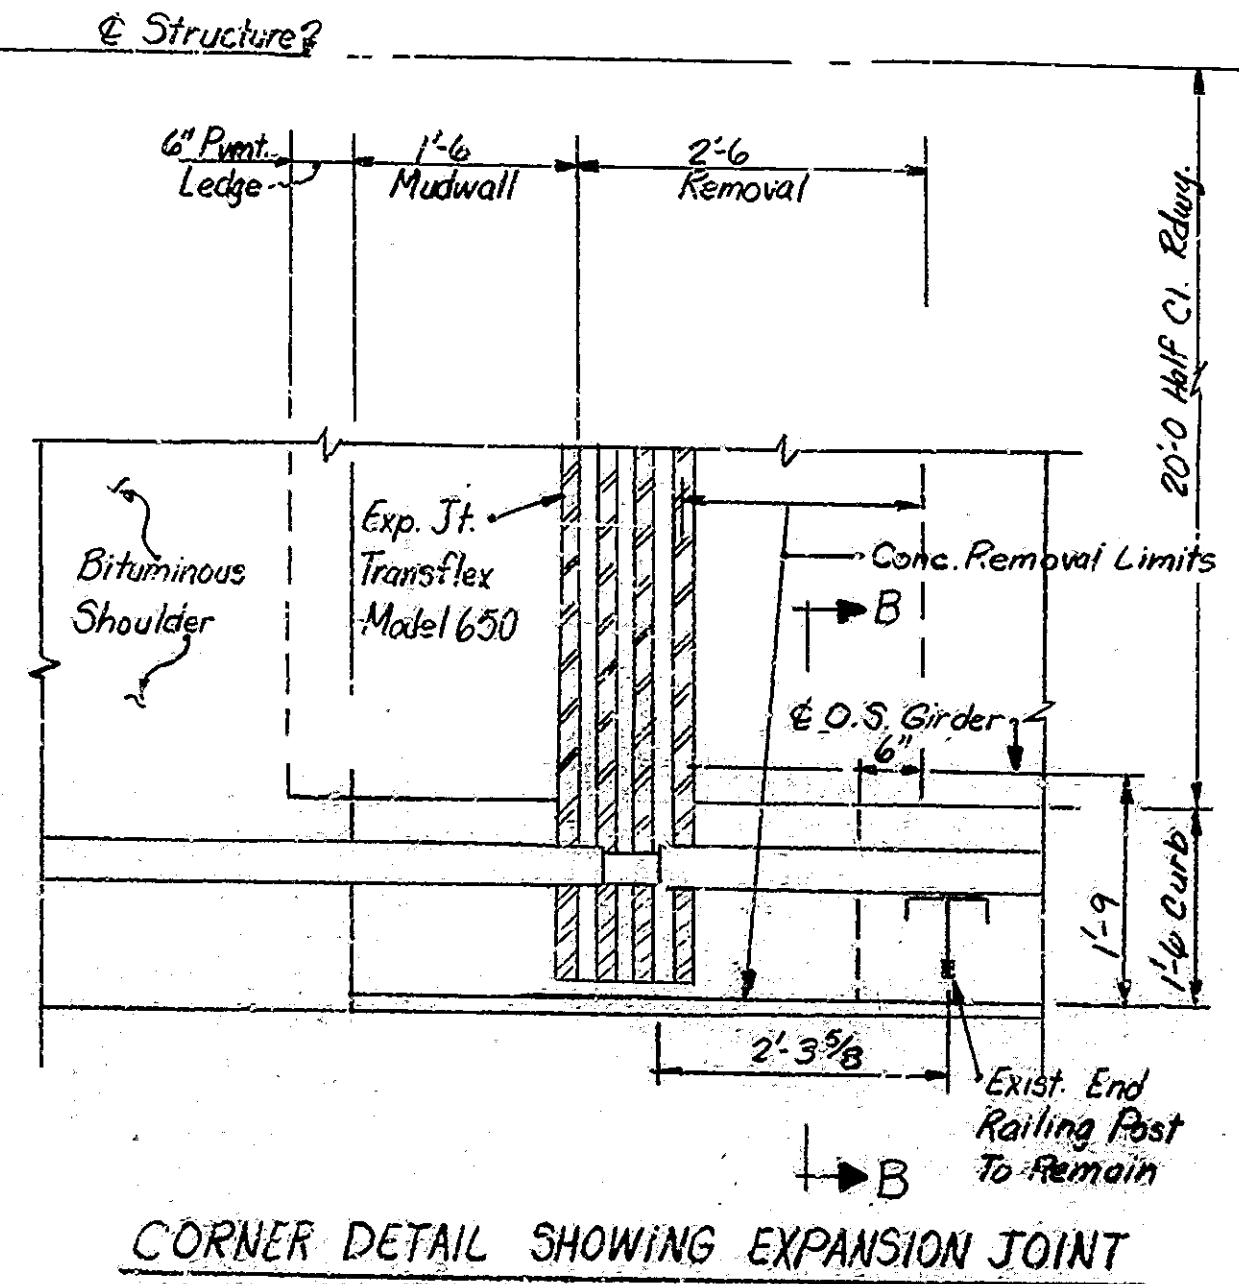 ℄ Structure
6" Pvmt.
Ledge
1'-6
Mudwall
2'-6
Removal
20'-0 Half Cl. Rdwy.
Exp. Jt.
Transflex
Model 650
Bituminous
Shoulder
Conc. Removal Limits
B
℄ O.S. Girder
6"
1'-9
1'-6 Curb
2'-3 5/8
Exist. End
Railing Post
To Remain
B
CORNER DETAIL SHOWING EXPANSION JOINT